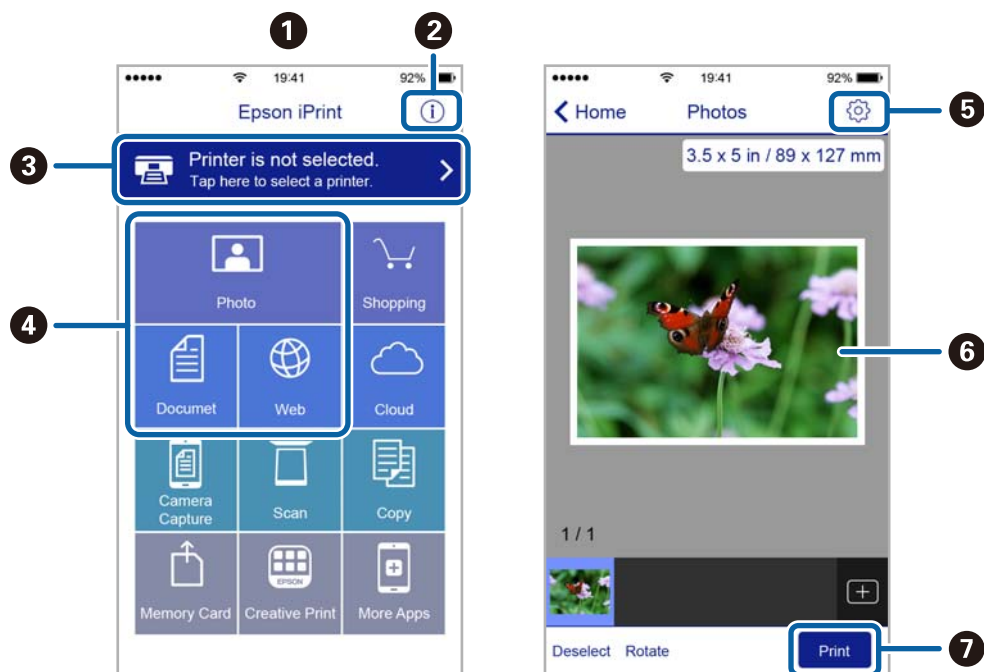 1
2
19:41
92%
Epson iPrint
3
Printer is not selected.
Tap here to select a printer.
4
Photo
Shopping
Documet
Web
Cloud
Camera
Capture
Scan
Copy
EPSON
Memory Card
Creative Print
More Apps
19:41
92%
Home
Photos
5
3.5 x 5 in / 89 x 127 mm
6
1 / 1
Deselect
Rotate
Print
7